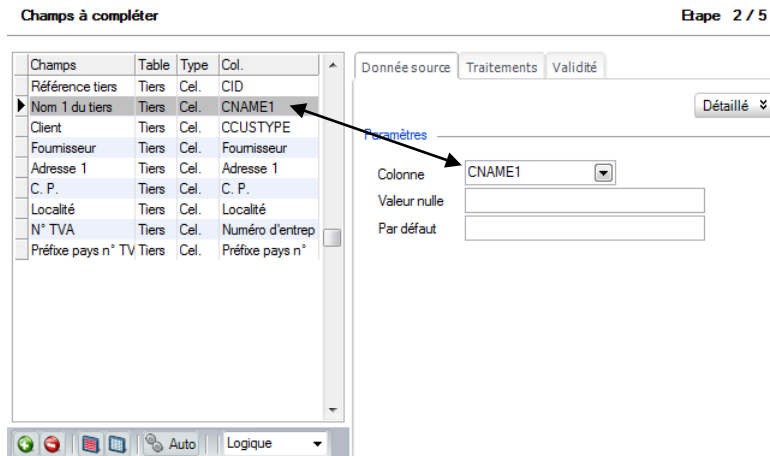 Champs à compléter
Etape 2 / 5
Champs Table Type Col.
Référence tiers Tiers Cel. CID
Nom 1 du tiers Tiers Cel. CNAME1
Client Tiers Cel. CCUSTYPE
Fournisseur Tiers Cel. Fournisseur
Adresse 1 Tiers Cel. Adresse 1
C. P. Tiers Cel. C. P.
Localité Tiers Cel. Localité
N° TVA Tiers Cel. Numéro d'entrep
Préfixe pays n° TV Tiers Cel. Préfixe pays n°
Auto Logique
Donnée source Traitements Validité
Détaillé
Paramètres
Colonne CNAME1
Valeur nulle
Par défaut